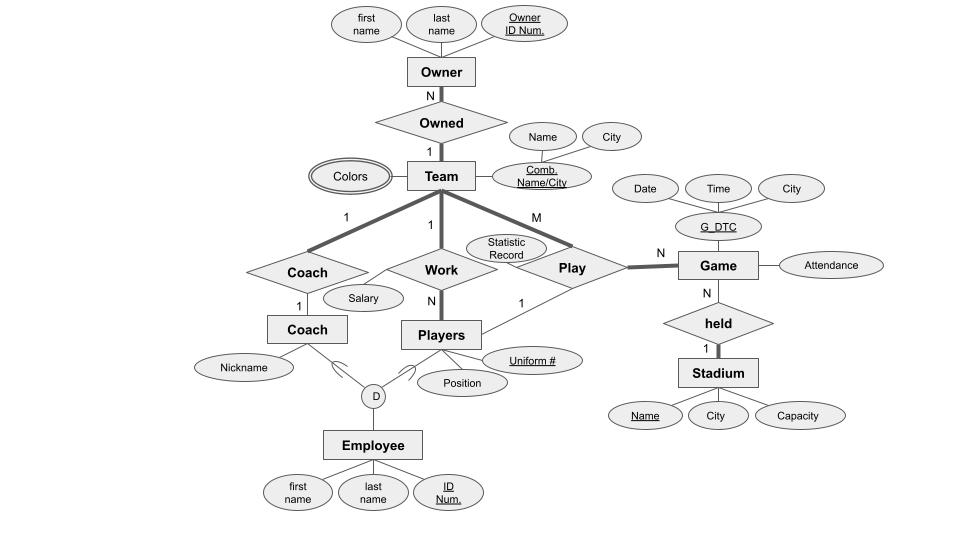 first
name
last
name
Owner
ID Num.
Owner
N
Owned
1
Name
City
Colors
Team
Comb.
Name/City
Date
Time
City
1
1
M
G_DTC
Statistic
Record
N
Coach
Work
Play
Game
Attendance
Salary
N
1
N
1
held
Coach
Players
1
Nickname
Uniform #
Position
Stadium
D
Name
City
Capacity
Employee
first
name
last
name
ID
Num.